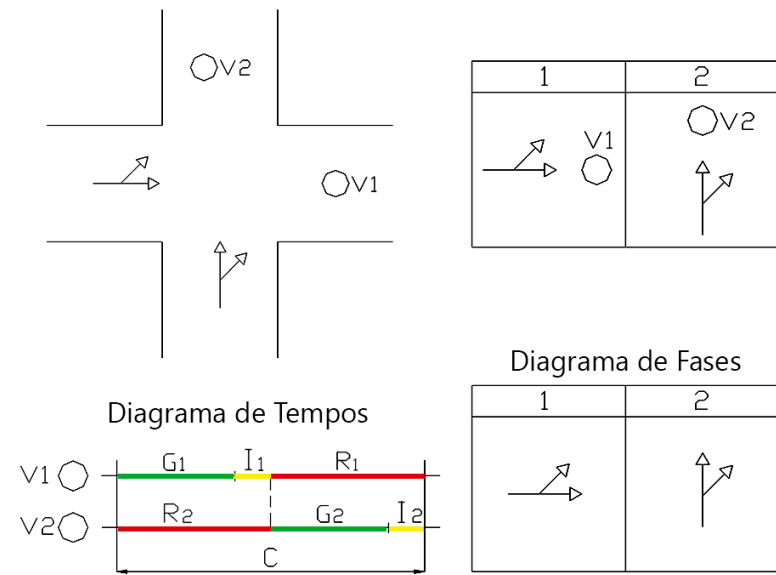 V2
V1
1 2
V1
V2
Diagrama de Fases
1 2
Diagrama de Tempos
V1 G1 I1 R1
V2 R2 G2 I2
C